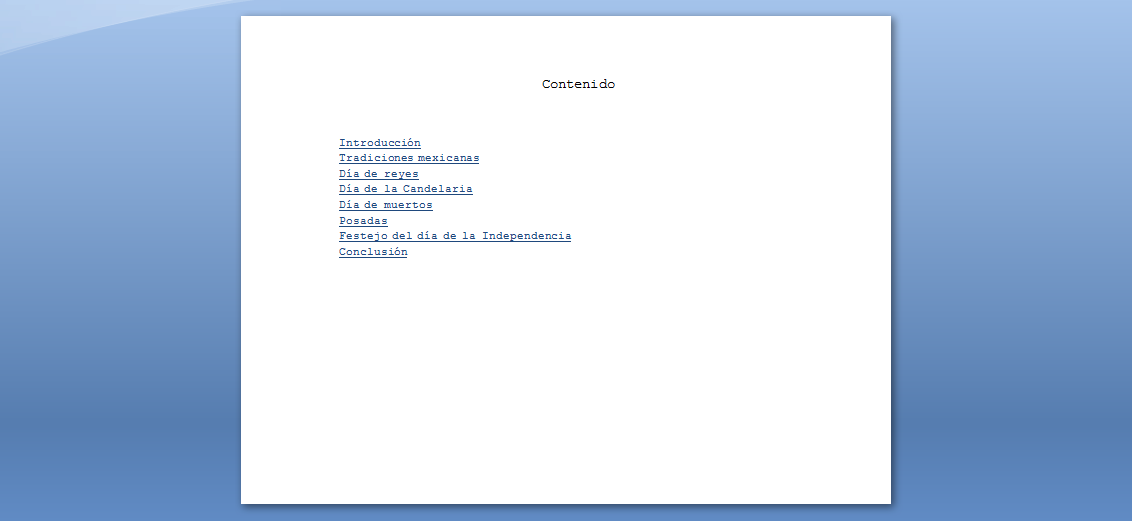 Contenido
Introducción
Tradiciones mexicanas
Día de reyes
Día de la Candelaria
Día de muertos
Posadas
Festejo del día de la Independencia
Conclusión